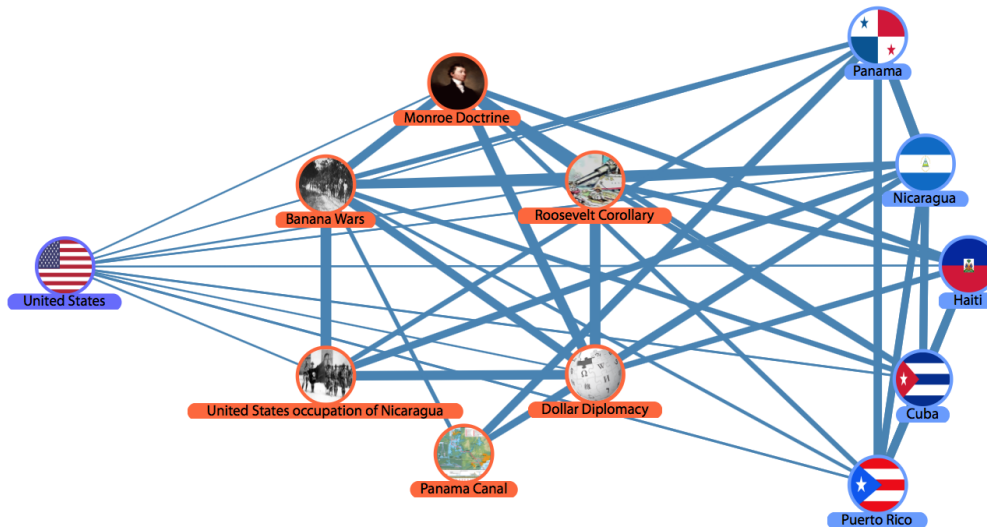 Panama
Monroe Doctrine
Nicaragua
Banana Wars
Roosevelt Corollary
United States
Haiti
United States occupation of Nicaragua
Dollar Diplomacy
Cuba
Panama Canal
Puerto Rico